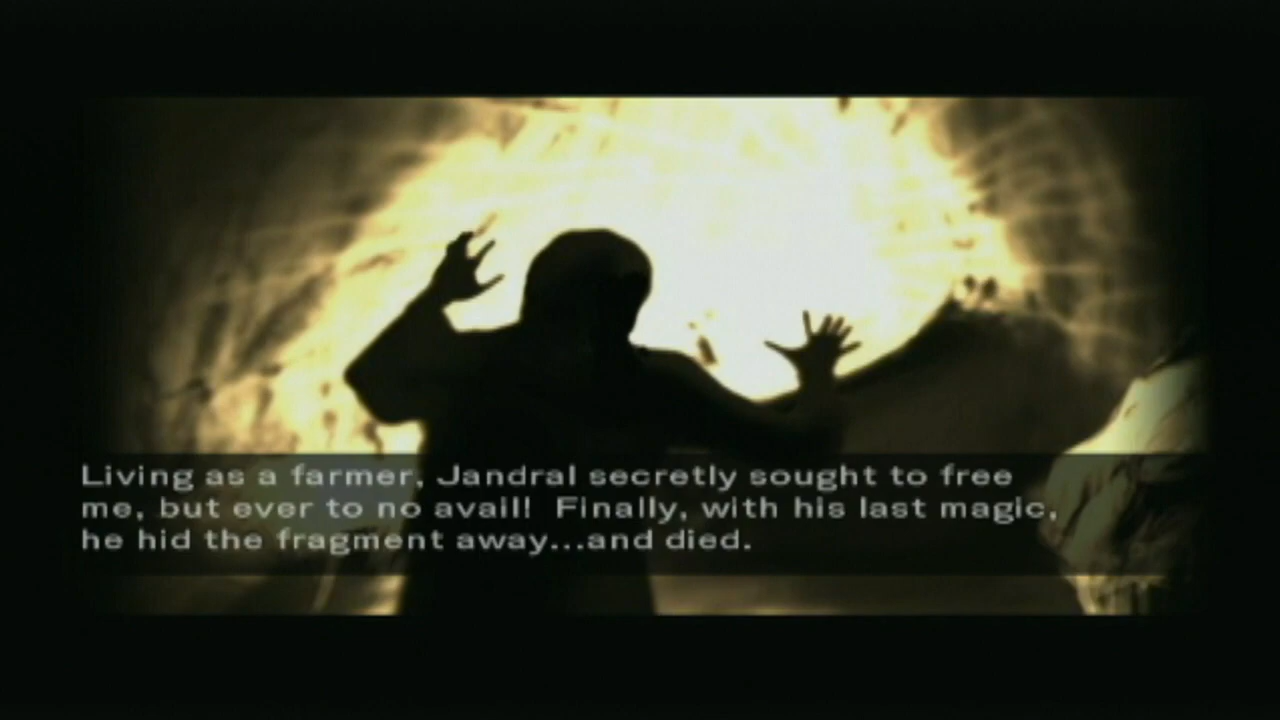 Living as a farmer, Jandral secretly sought to free
me, but ever to no avail!  Finally, with his last magic,
he hid the fragment away...and died.